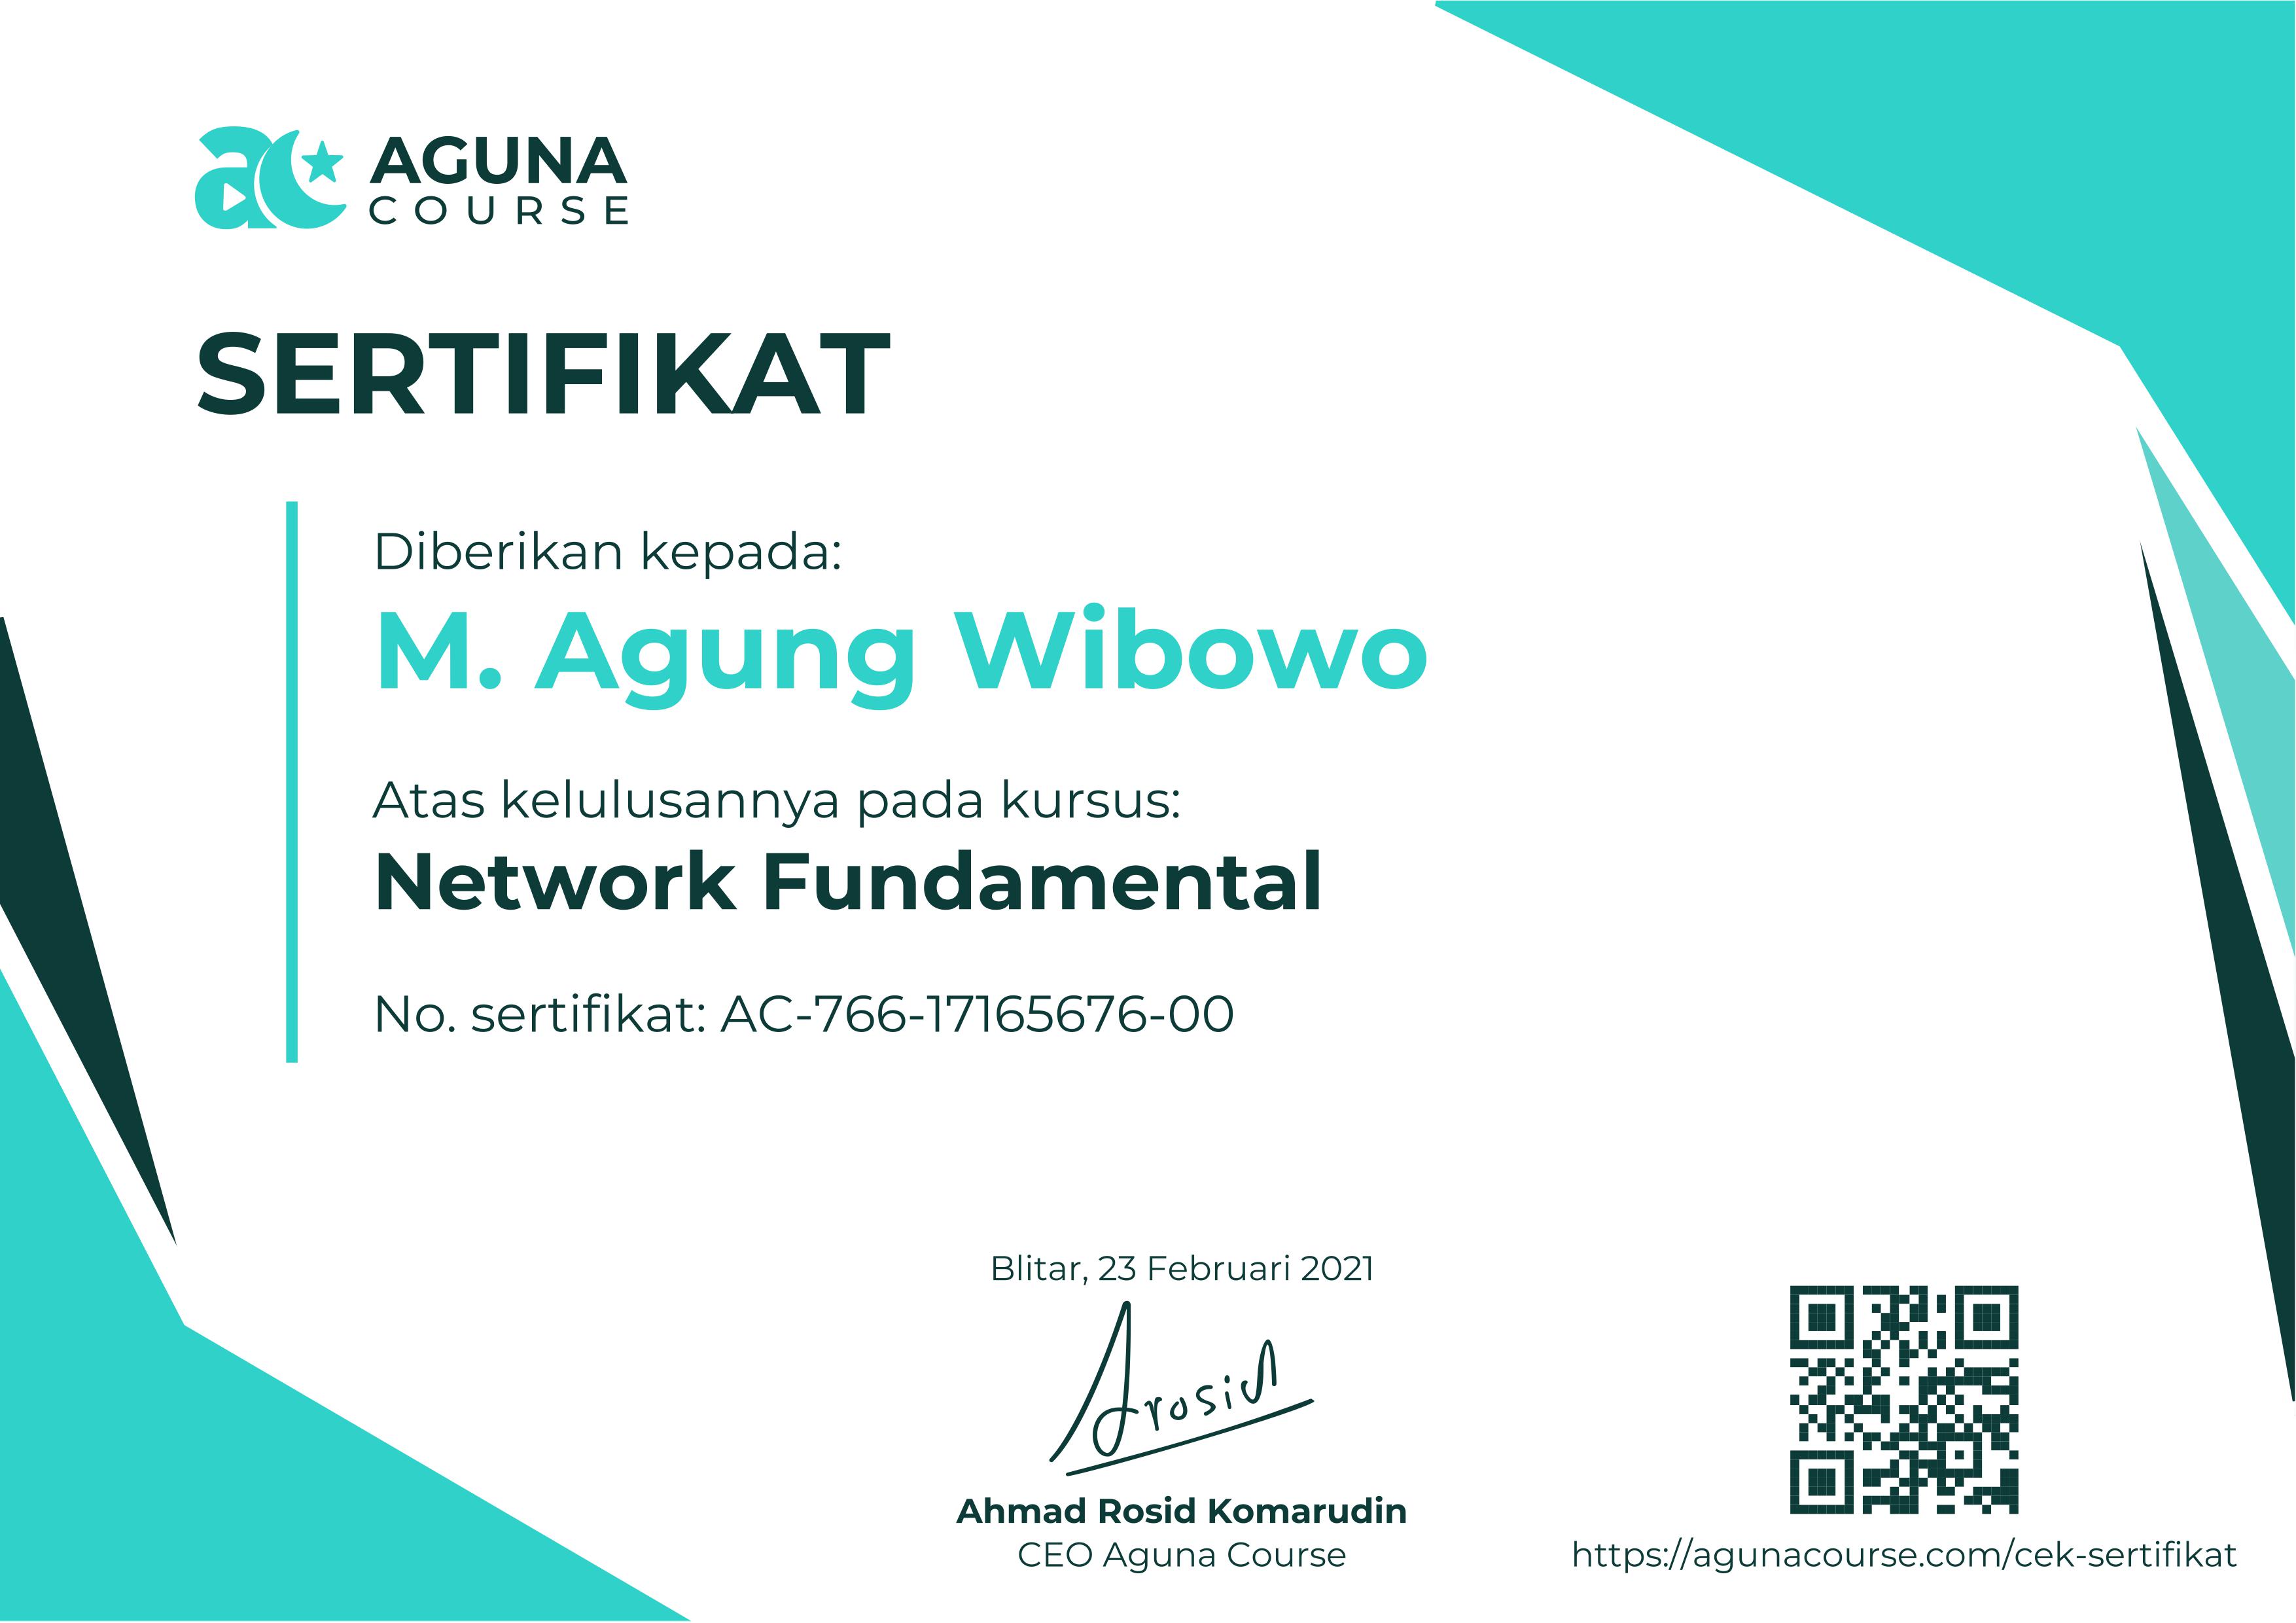 ac AGUNA
COURSE
SERTIFIKAT
Diberikan kepada:
M. Agung Wibowo
Atas kelulusannya pada kursus:
Network Fundamental
No. sertifikat: AC-766-17165676-00
Blitar, 23 Februari 2021
Arosid
Ahmad Rosid Komarudin
CEO Aguna Course
https://agunacourse.com/cek-sertifikat